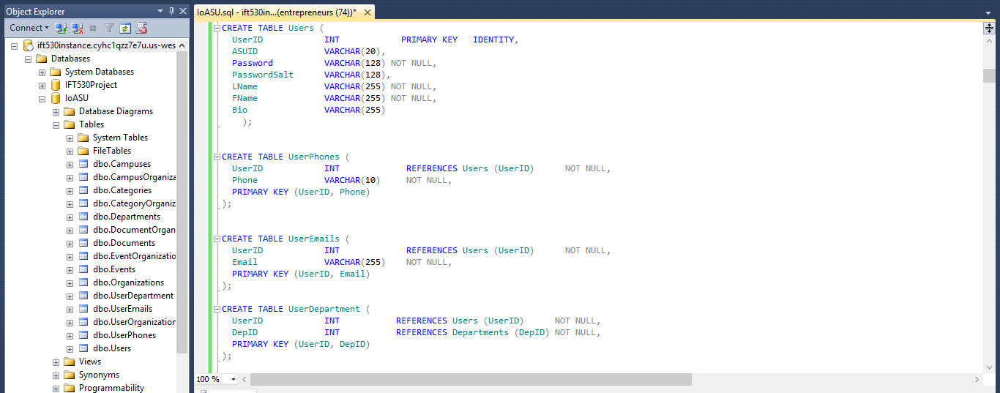 Object Explorer
Connect
ift530instance.cyhc1qzz7e7u.us-wes
Databases
System Databases
IFT530Project
IoASU
Database Diagrams
Tables
System Tables
FileTables
dbo.Campuses
dbo.CampusOrganiza
dbo.Categories
dbo.CategoryOrganiz
dbo.Departments
dbo.DocumentOrgan
dbo.Documents
dbo.EventOrganizatio
dbo.Events
dbo.Organizations
dbo.UserDepartment
dbo.UserEmails
dbo.UserOrganization
dbo.UserPhones
dbo.Users
Views
Synonyms
Programmability
IoASU.sql - ift530in...(entrepreneurs (74))*
CREATE TABLE Users (
UserID INT PRIMARY KEY IDENTITY,
ASUID VARCHAR(20),
Password VARCHAR(128) NOT NULL,
PasswordSalt VARCHAR(128),
LName VARCHAR(255) NOT NULL,
FName VARCHAR(255) NOT NULL,
Bio VARCHAR(255)
);
CREATE TABLE UserPhones (
UserID INT REFERENCES Users (UserID) NOT NULL,
Phone VARCHAR(10) NOT NULL,
PRIMARY KEY (UserID, Phone)
);
CREATE TABLE UserEmails (
UserID INT REFERENCES Users (UserID) NOT NULL,
Email VARCHAR(255) NOT NULL,
PRIMARY KEY (UserID, Email)
);
CREATE TABLE UserDepartment (
UserID INT REFERENCES Users (UserID) NOT NULL,
DepID INT REFERENCES Departments (DepID) NOT NULL,
PRIMARY KEY (UserID, DepID)
);
100 %